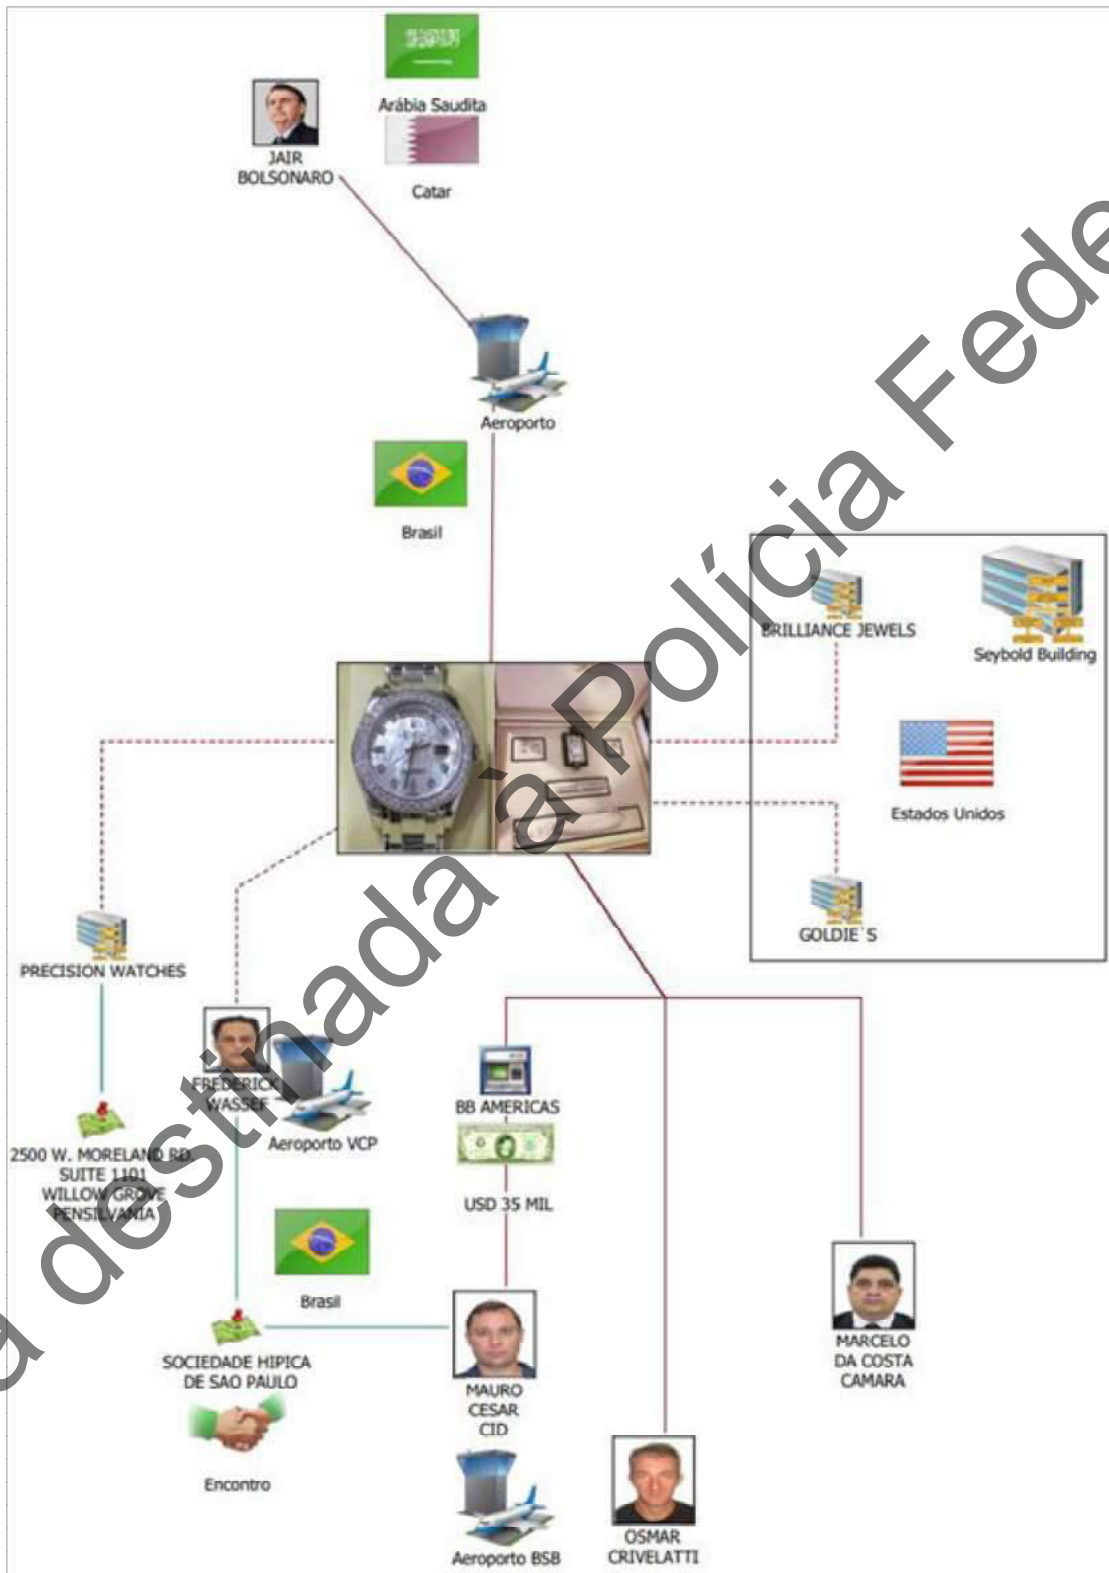 Arábia Saudita
JAIR
BOLSONARO
Catar
Aeroporto
Brasil
BRILLIANCE JEWELS
Seybold Building
Estados Unidos
GOLDIE`S
PRECISION WATCHES
2500 W. MORELAND RD.
SUITE 1101
WILLOW GROVE
PENSILVANIA
FREDERICK
WASSEF
Aeroporto VCP
BB AMERICAS
USD 35 MIL
Brasil
SOCIEDADE HIPICA
DE SAO PAULO
Encontro
MAURO
CESAR
CID
Aeroporto BSB
OSMAR
CRIVELATTI
MARCELO
DA COSTA
CAMARA
a destinada à Polícia Fede